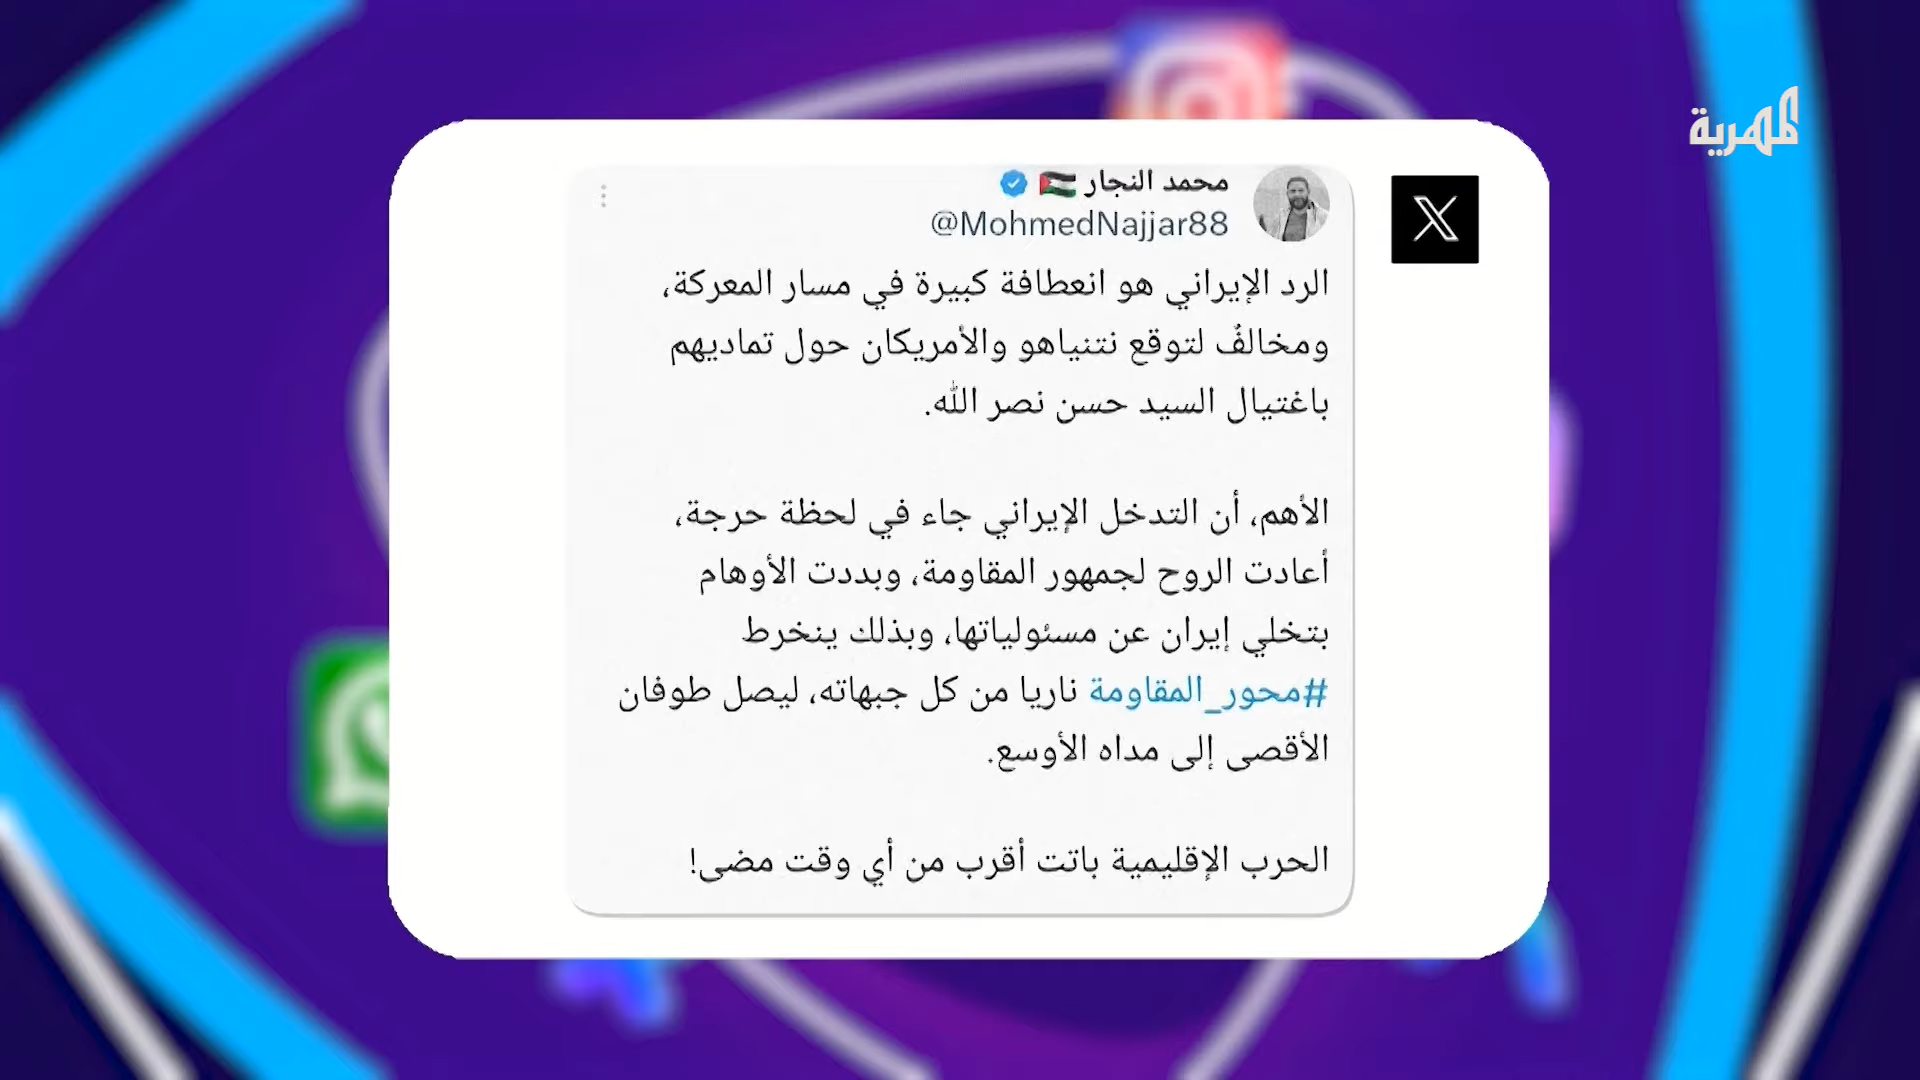 المهرية
محمد النجار
@MohmedNajjar88
الرد الإيراني هو انعطافة كبيرة في مسار المعركة،
ومخالفٌ لتوقع نتنياهو والأمريكان حول تماديهم
باغتيال السيد حسن نصر الله.
الأهم، أن التدخل الإيراني جاء في لحظة حرجة،
أعادت الروح لجمهور المقاومة، وبددت الأوهام
بتخلي إيران عن مسئولياتها، وبذلك ينخرط
#محور_المقاومة ناريا من كل جبهاته، ليصل طوفان
الأقصى إلى مداه الأوسع.
الحرب الإقليمية باتت أقرب من أي وقت مضى!